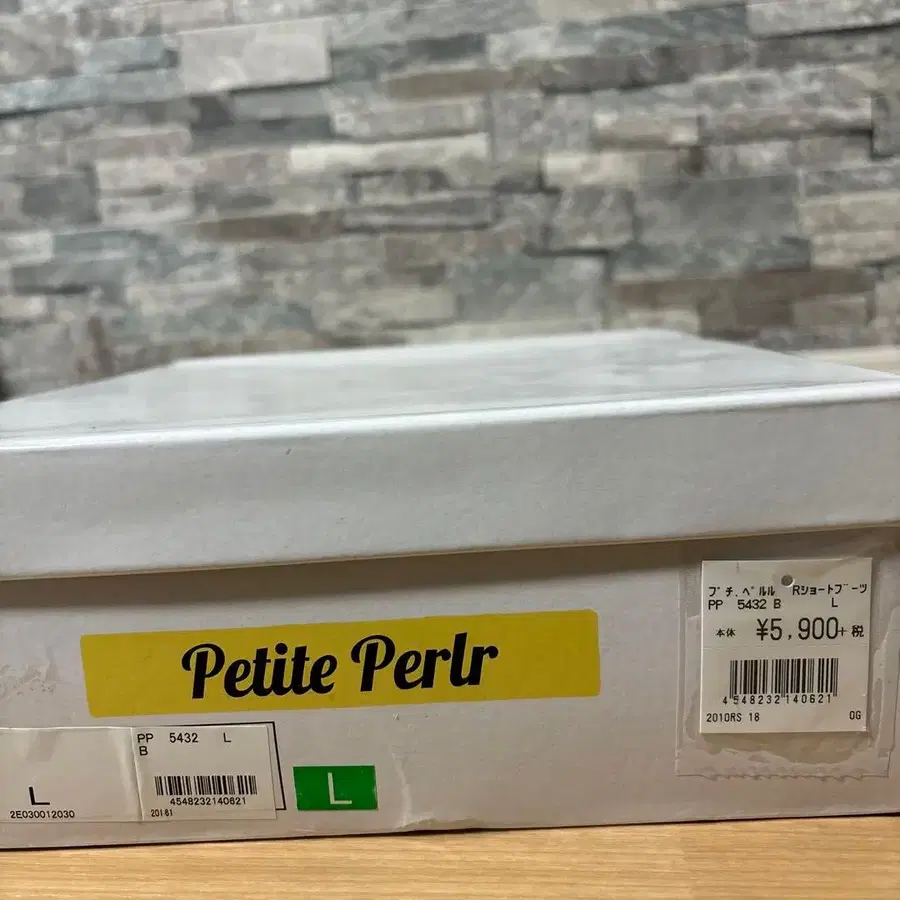 Petite Perlr
プチ.ペルル Rショートブーツ
PP 5432 B L
本体 ¥5,900+税
4548232140621
2010RS 18 OG
PP 5432 L
B
4548232140621
20161
L
2E030012030
L